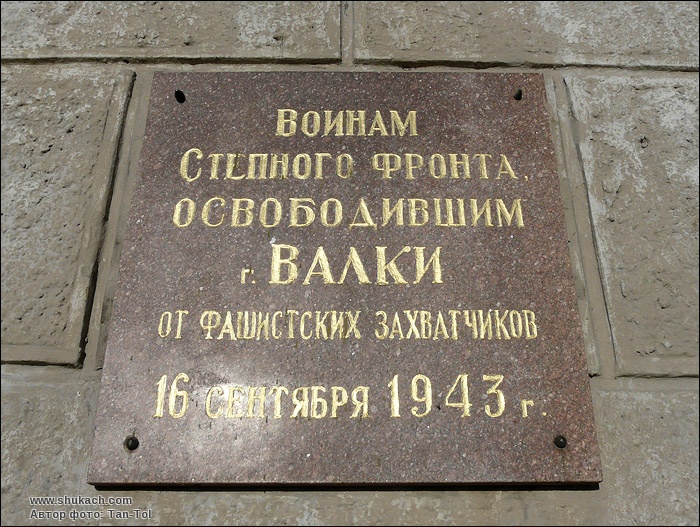 ВОИНАМ
СТЕПНОГО ФРОНТА,
ОСВОБОДИВШИМ
г. ВАЛКИ
ОТ ФАШИСТСКИХ ЗАХВАТЧИКОВ
16 СЕНТЯБРЯ 1943 г.
www.shukach.com
Автор фото: Tan-Tol